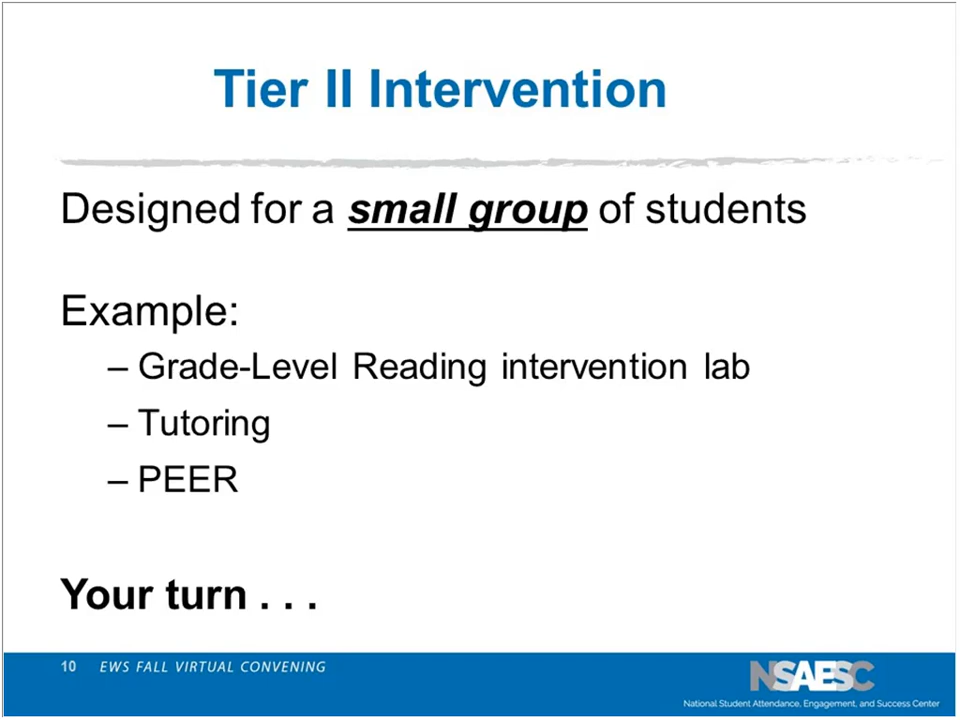 Tier II Intervention
Designed for a small group of students
Example:
– Grade-Level Reading intervention lab
– Tutoring
– PEER
Your turn . . .
10 EWS FALL VIRTUAL CONVENING
NSAESC
National Student Attendance, Engagement, and Success Center